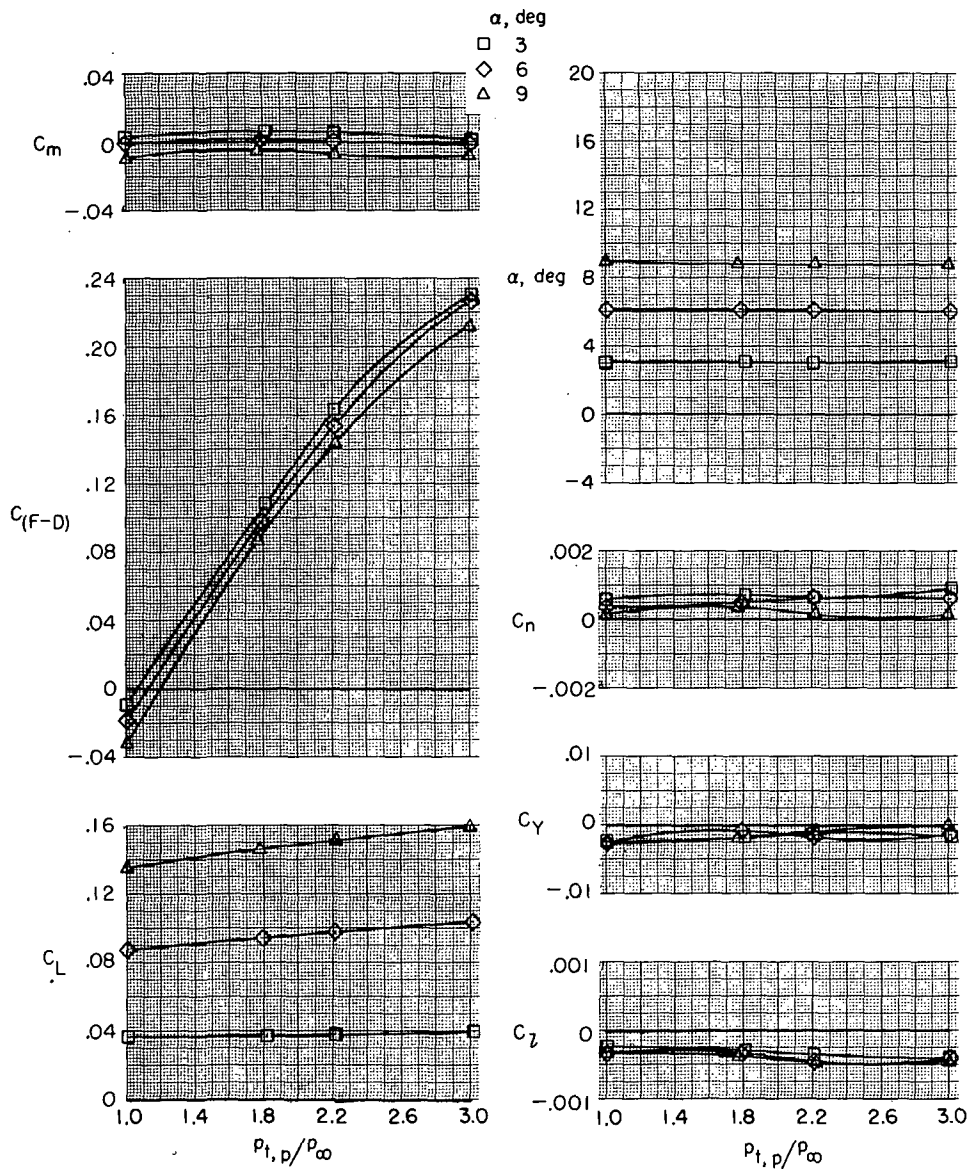 α, deg
3
6
9
.04
C_m
0
-.04
.24
.20
.16
.12
C_(F-D)
.08
.04
0
-.04
.16
.12
C_L
.08
.04
0
1.0 1.4 1.8 2.2 2.6 3.0
p_t,p/p_∞
20
16
12
α, deg
8
4
0
-4
.002
C_n
0
-.002
.01
C_Y
0
-.01
.001
C_l
0
-.001
1.0 1.4 1.8 2.2 2.6 3.0
p_t,p/p_∞